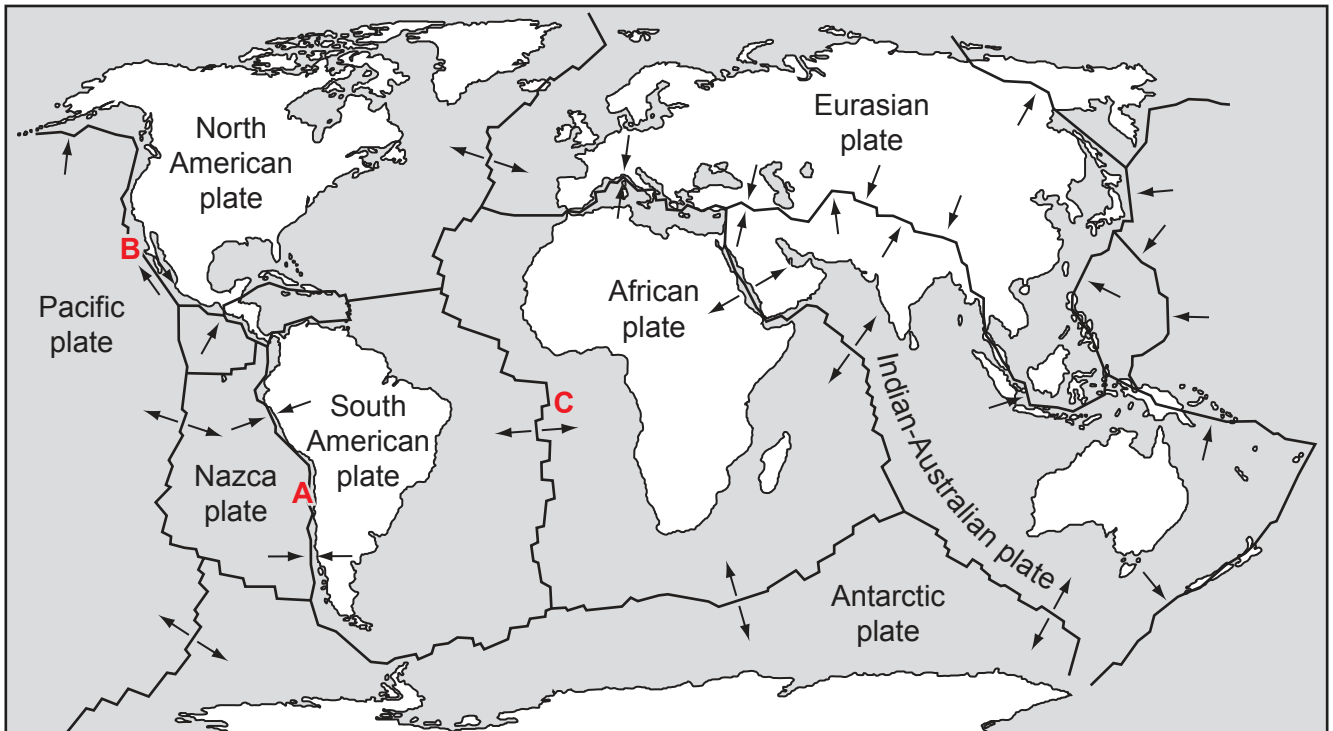 North
American
plate
Eurasian
plate
B
Pacific
plate
African
plate
C
South
American
plate
Nazca
plate
A
Indian-Australian plate
Antarctic
plate